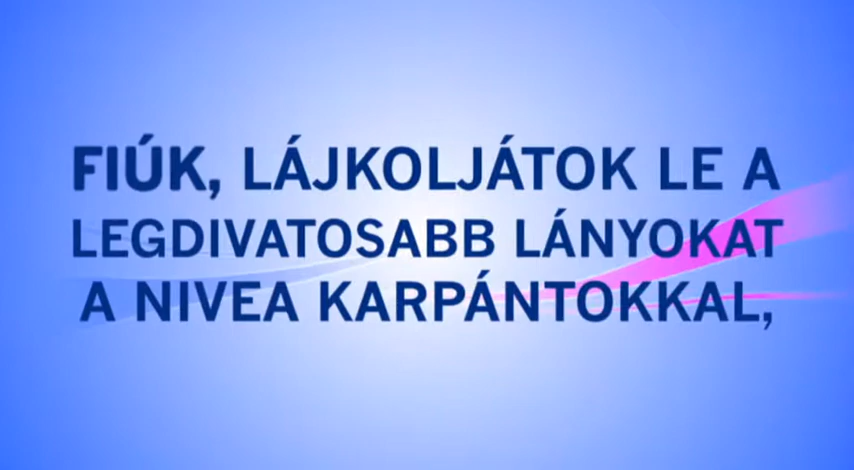 FIÚK, LÁJKOLJÁTOK LE A
LEGDIVATOSABB LÁNYOKAT
A NIVEA KARPÁNTOKKAL,